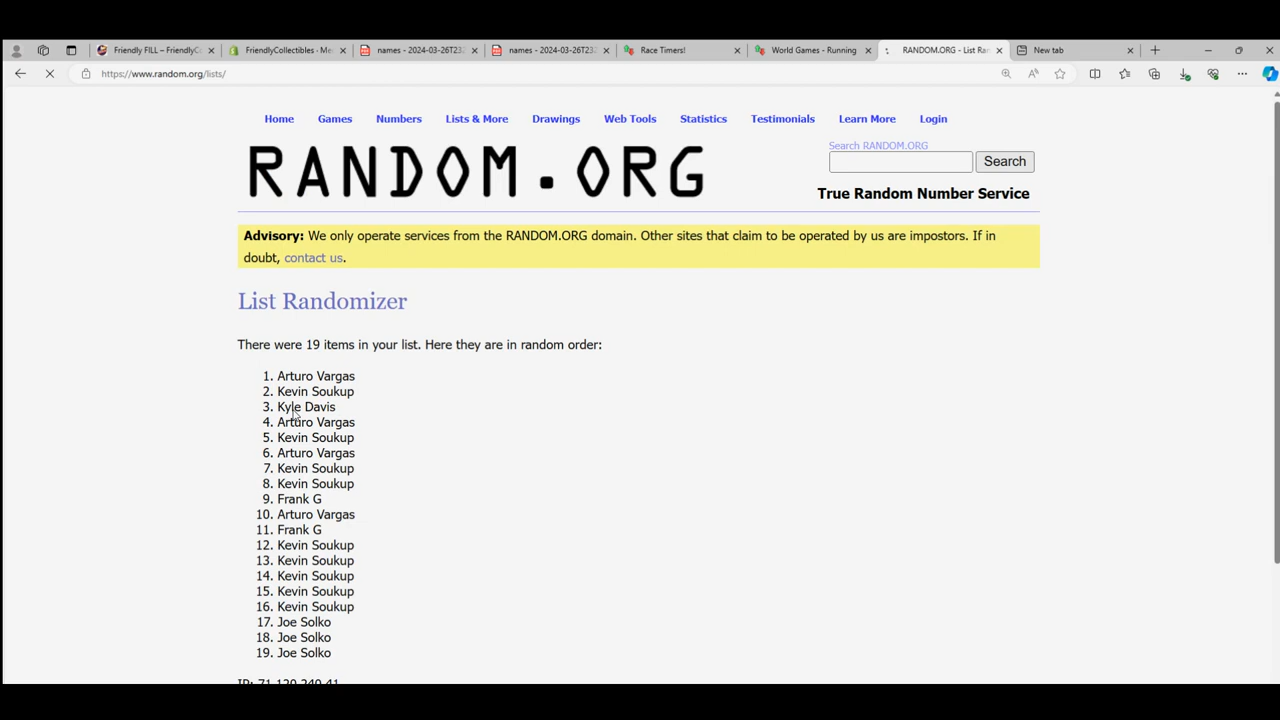 Friendly FILL – FriendlyCo
FriendlyCollectibles - Me
names - 2024-03-26T232
names - 2024-03-26T232
Race Timers!
World Games - Running
RANDOM.ORG - List Ran
New tab
https://www.random.org/lists/
Home Games Numbers Lists & More Drawings Web Tools Statistics Testimonials Learn More Login
RANDOM.ORG
Search RANDOM.ORG
Search
True Random Number Service
Advisory: We only operate services from the RANDOM.ORG domain. Other sites that claim to be operated by us are impostors. If in
doubt, contact us.
List Randomizer
There were 19 items in your list. Here they are in random order:
1. Arturo Vargas
2. Kevin Soukup
3. Kyle Davis
4. Arturo Vargas
5. Kevin Soukup
6. Arturo Vargas
7. Kevin Soukup
8. Kevin Soukup
9. Frank G
10. Arturo Vargas
11. Frank G
12. Kevin Soukup
13. Kevin Soukup
14. Kevin Soukup
15. Kevin Soukup
16. Kevin Soukup
17. Joe Solko
18. Joe Solko
19. Joe Solko